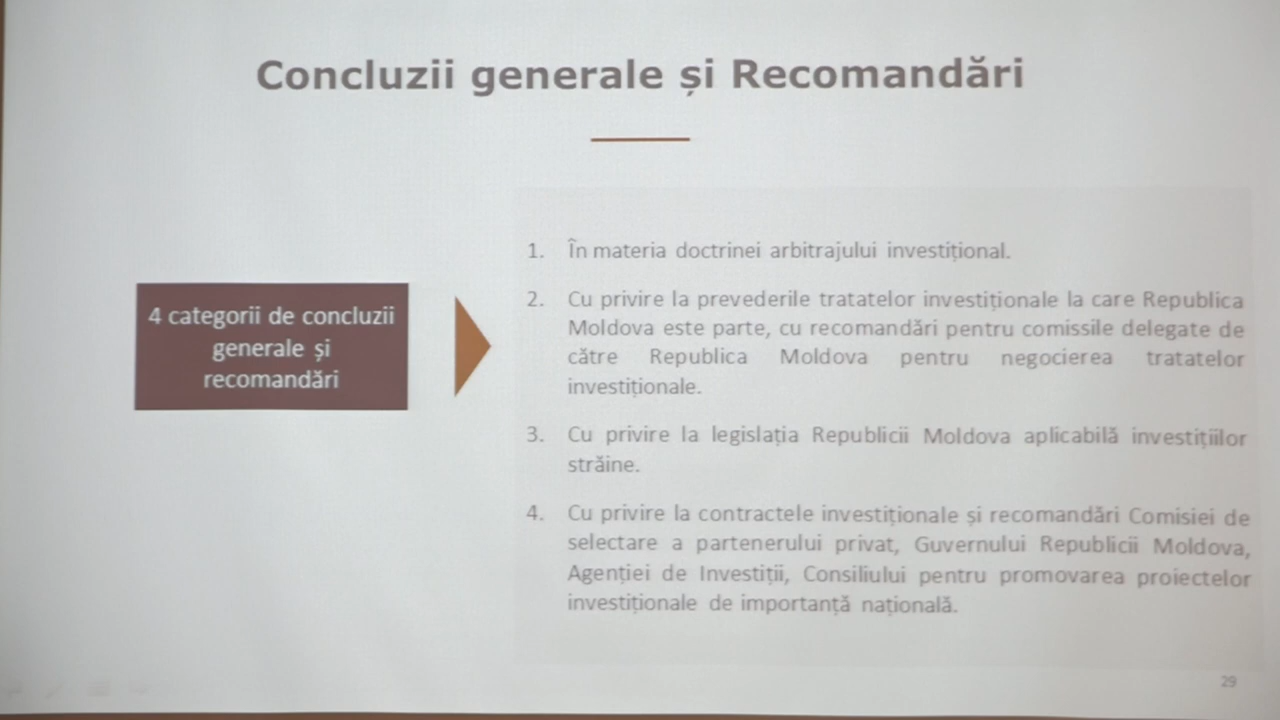 Concluzii generale și Recomandări
4 categorii de concluzii
generale și
recomandări
1. În materia doctrinei arbitrajului investițional.
2. Cu privire la prevederile tratatelor investiționale la care Republica
Moldova este parte, cu recomandări pentru comissile delegate de
către Republica Moldova pentru negocierea tratatelor
investiționale.
3. Cu privire la legislația Republicii Moldova aplicabilă investițiilor
străine.
4. Cu privire la contractele investiționale și recomandări Comisiei de
selectare a partenerului privat, Guvernului Republicii Moldova,
Agenției de Investiții, Consiliului pentru promovarea proiectelor
investiționale de importanță națională.
29